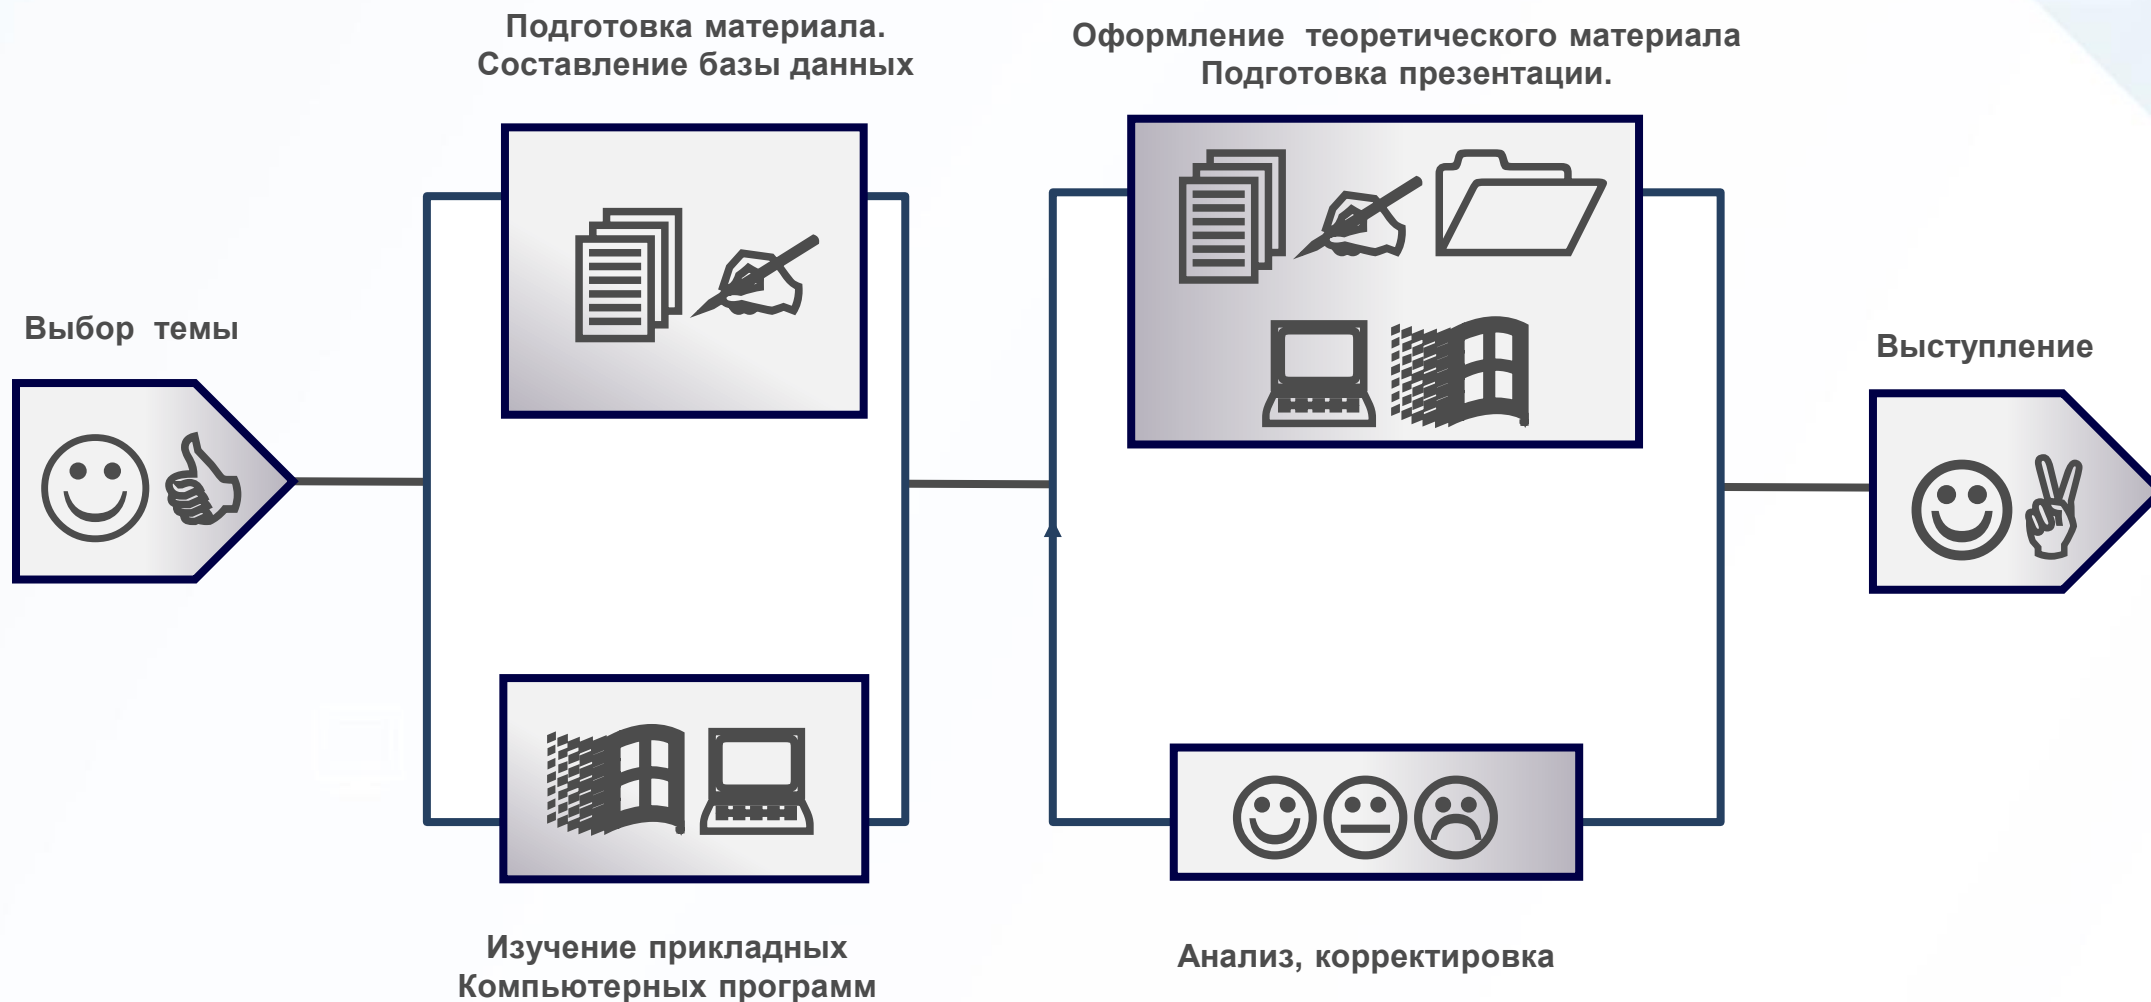 Подготовка материала.
Составление базы данных
Оформление теоретического материала
Подготовка презентации.
Выбор темы
Выступление
Изучение прикладных
Компьютерных программ
Анализ, корректировка